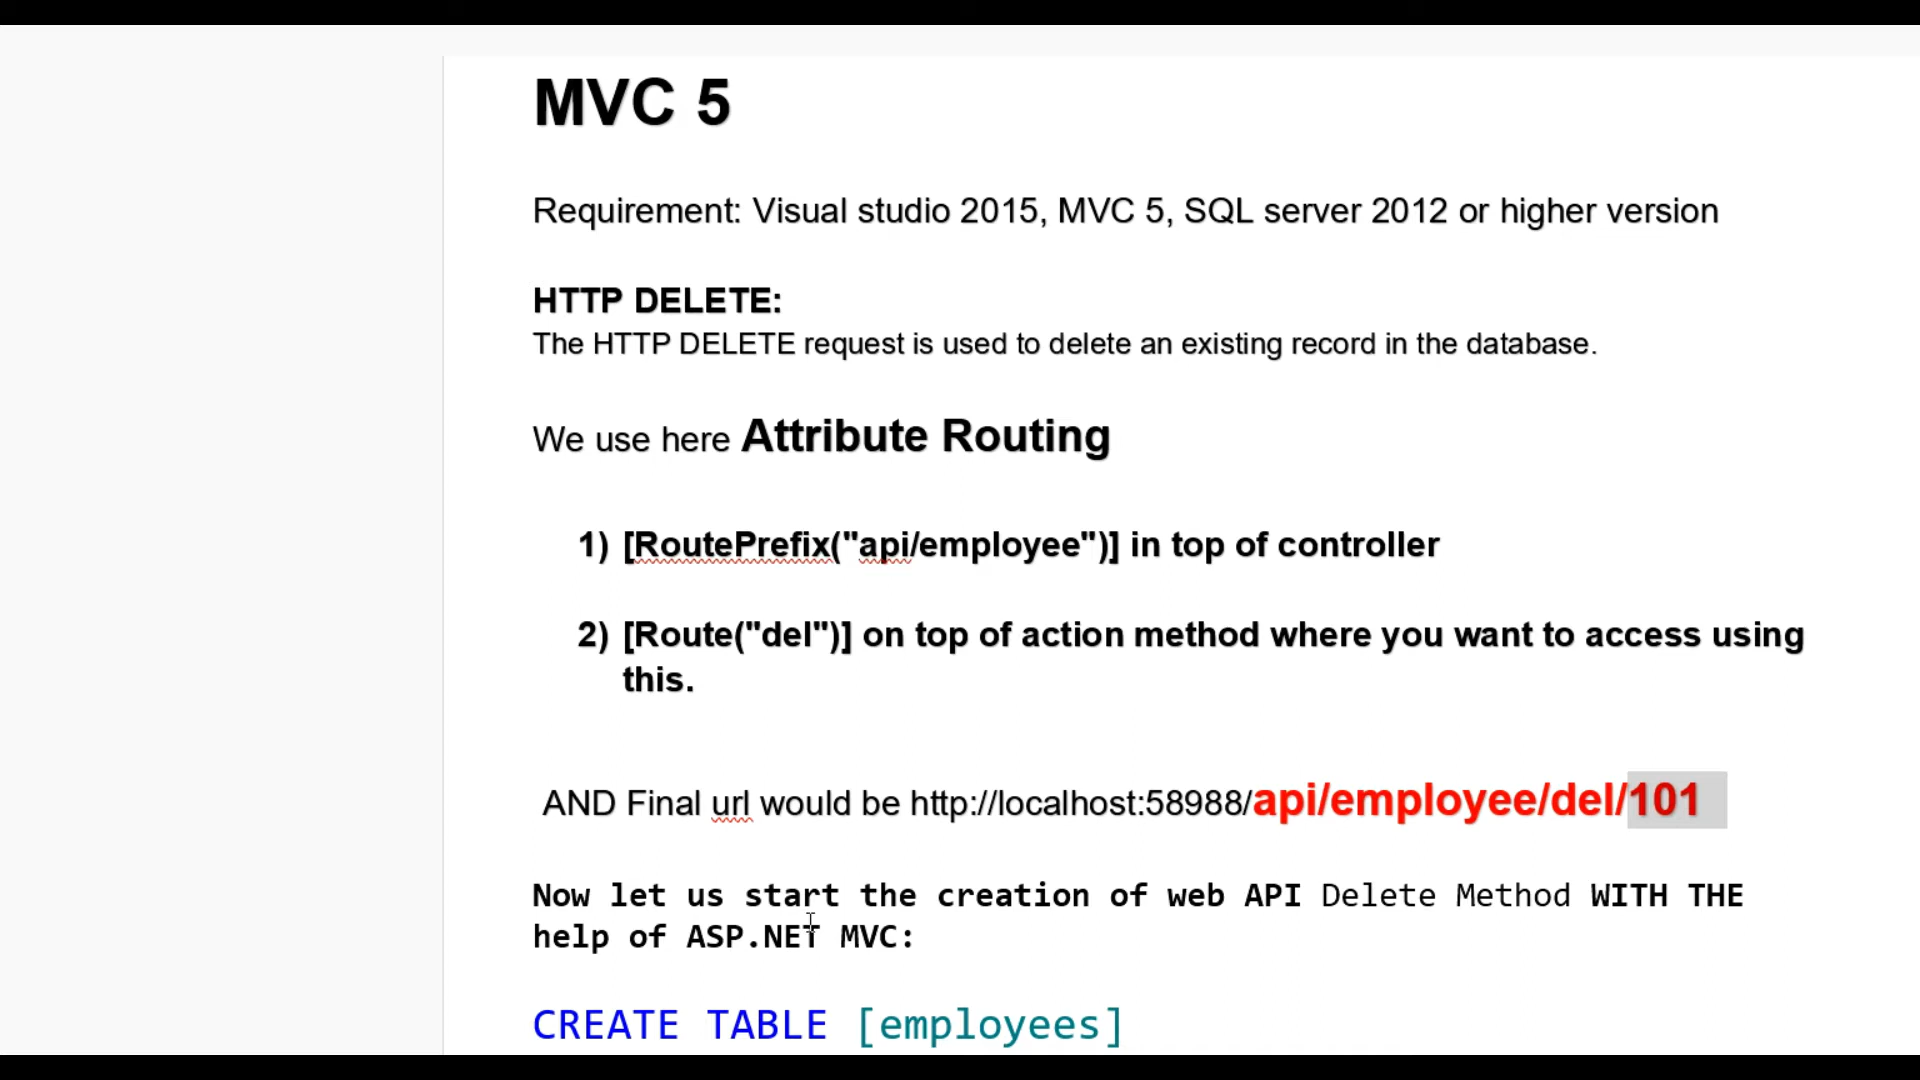 MVC 5
Requirement: Visual studio 2015, MVC 5, SQL server 2012 or higher version
HTTP DELETE:
The HTTP DELETE request is used to delete an existing record in the database.
We use here Attribute Routing
1) [RoutePrefix("api/employee")] in top of controller
2) [Route("del")] on top of action method where you want to access using
this.
AND Final url would be http://localhost:58988/api/employee/del/101
Now let us start the creation of web API Delete Method WITH THE
help of ASP.NET MVC:
CREATE TABLE [employees]